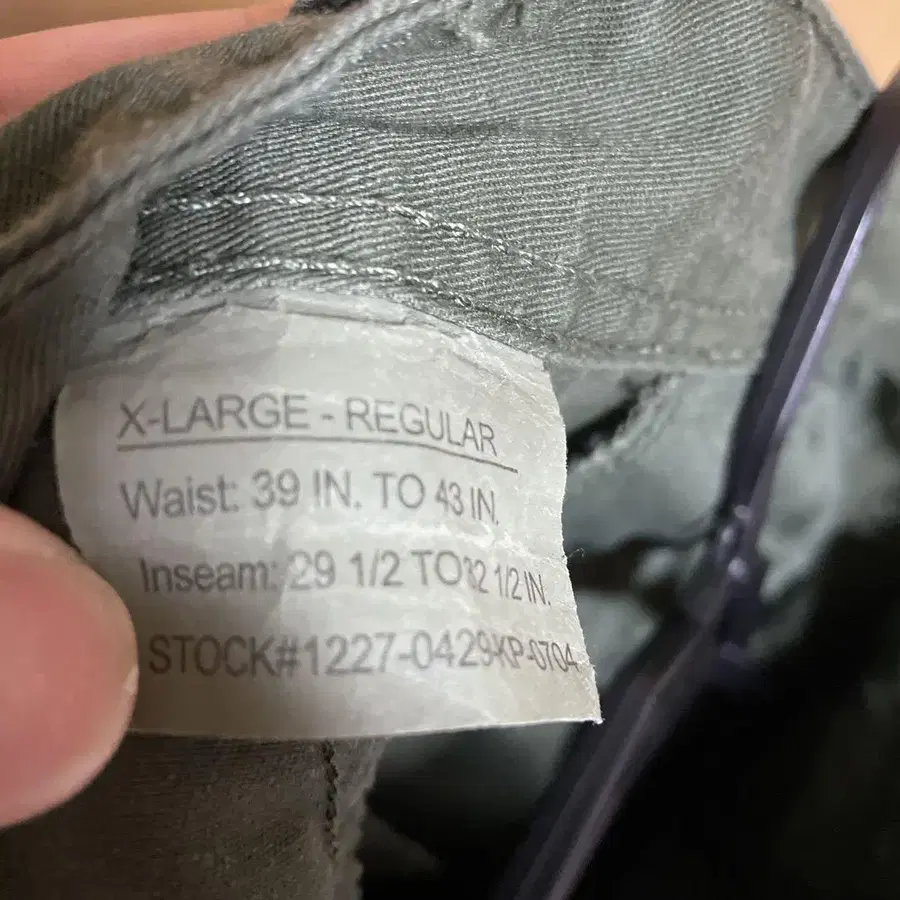 X-LARGE - REGULAR
Waist: 39 IN. TO 43 IN.
Inseam: 29 1/2 TO 32 1/2 IN.
STOCK#1227-0429-KP-0704